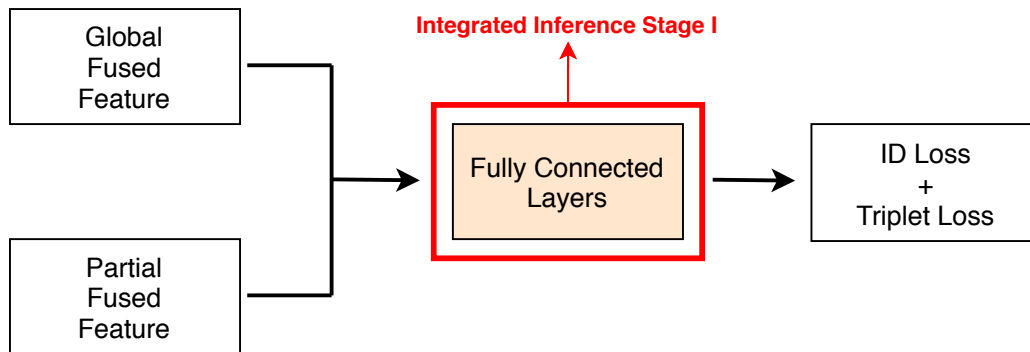 Integrated Inference Stage I
Global
Fused
Feature
Fully Connected
Layers
ID Loss
+
Triplet Loss
Partial
Fused
Feature